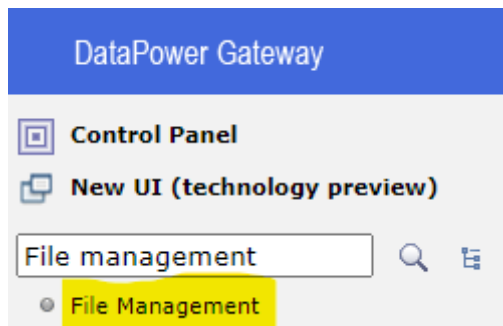 DataPower Gateway
Control Panel
New UI (technology preview)
File management
File Management